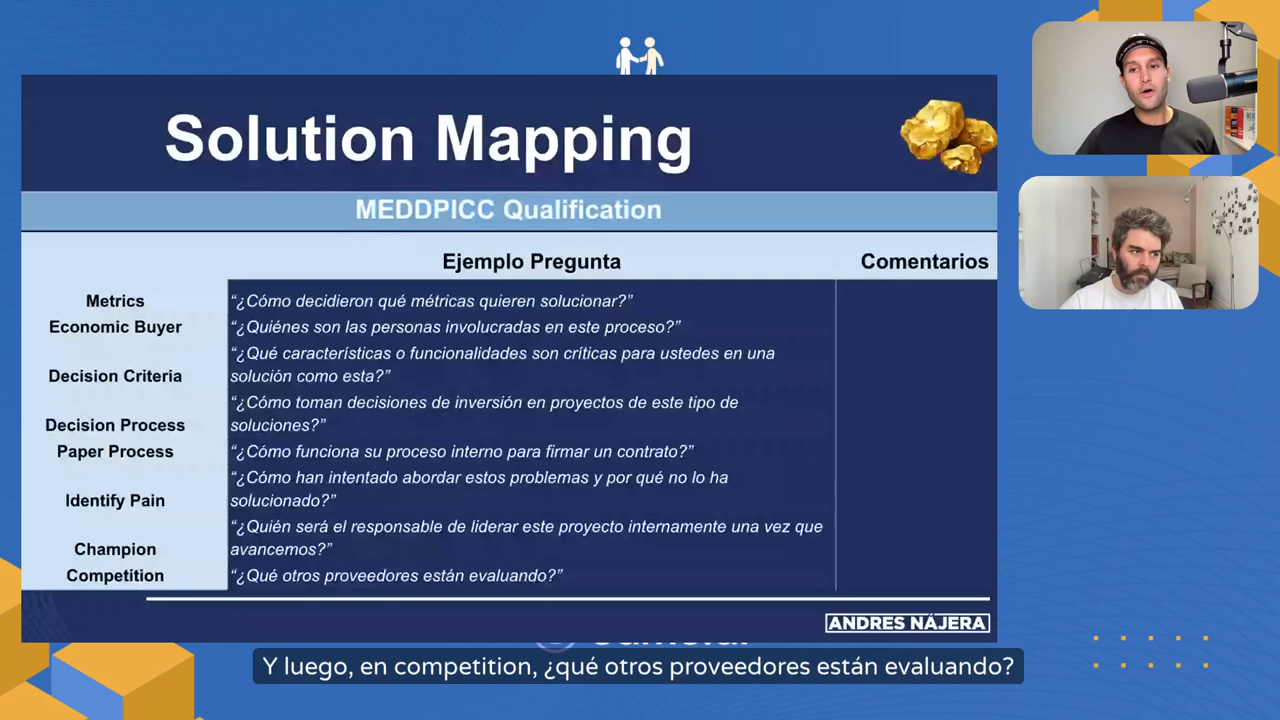 Solution Mapping
MEDDPICC Qualification
Ejemplo Pregunta
Comentarios
Metrics
“¿Cómo decidieron qué métricas quieren solucionar?”
Economic Buyer
“¿Quiénes son las personas involucradas en este proceso?”
Decision Criteria
“¿Qué características o funcionalidades son críticas para ustedes en una
solución como esta?”
Decision Process
“¿Cómo toman decisiones de inversión en proyectos de este tipo de
soluciones?”
Paper Process
“¿Cómo funciona su proceso interno para firmar un contrato?”
Identify Pain
“¿Cómo han intentado abordar estos problemas y por qué no lo ha
solucionado?”
Champion
“¿Quién será el responsable de liderar este proyecto internamente una vez que
avancemos?”
Competition
“¿Qué otros proveedores están evaluando?”
ANDRES NÁJERA
Y luego, en competition, ¿qué otros proveedores están evaluando?